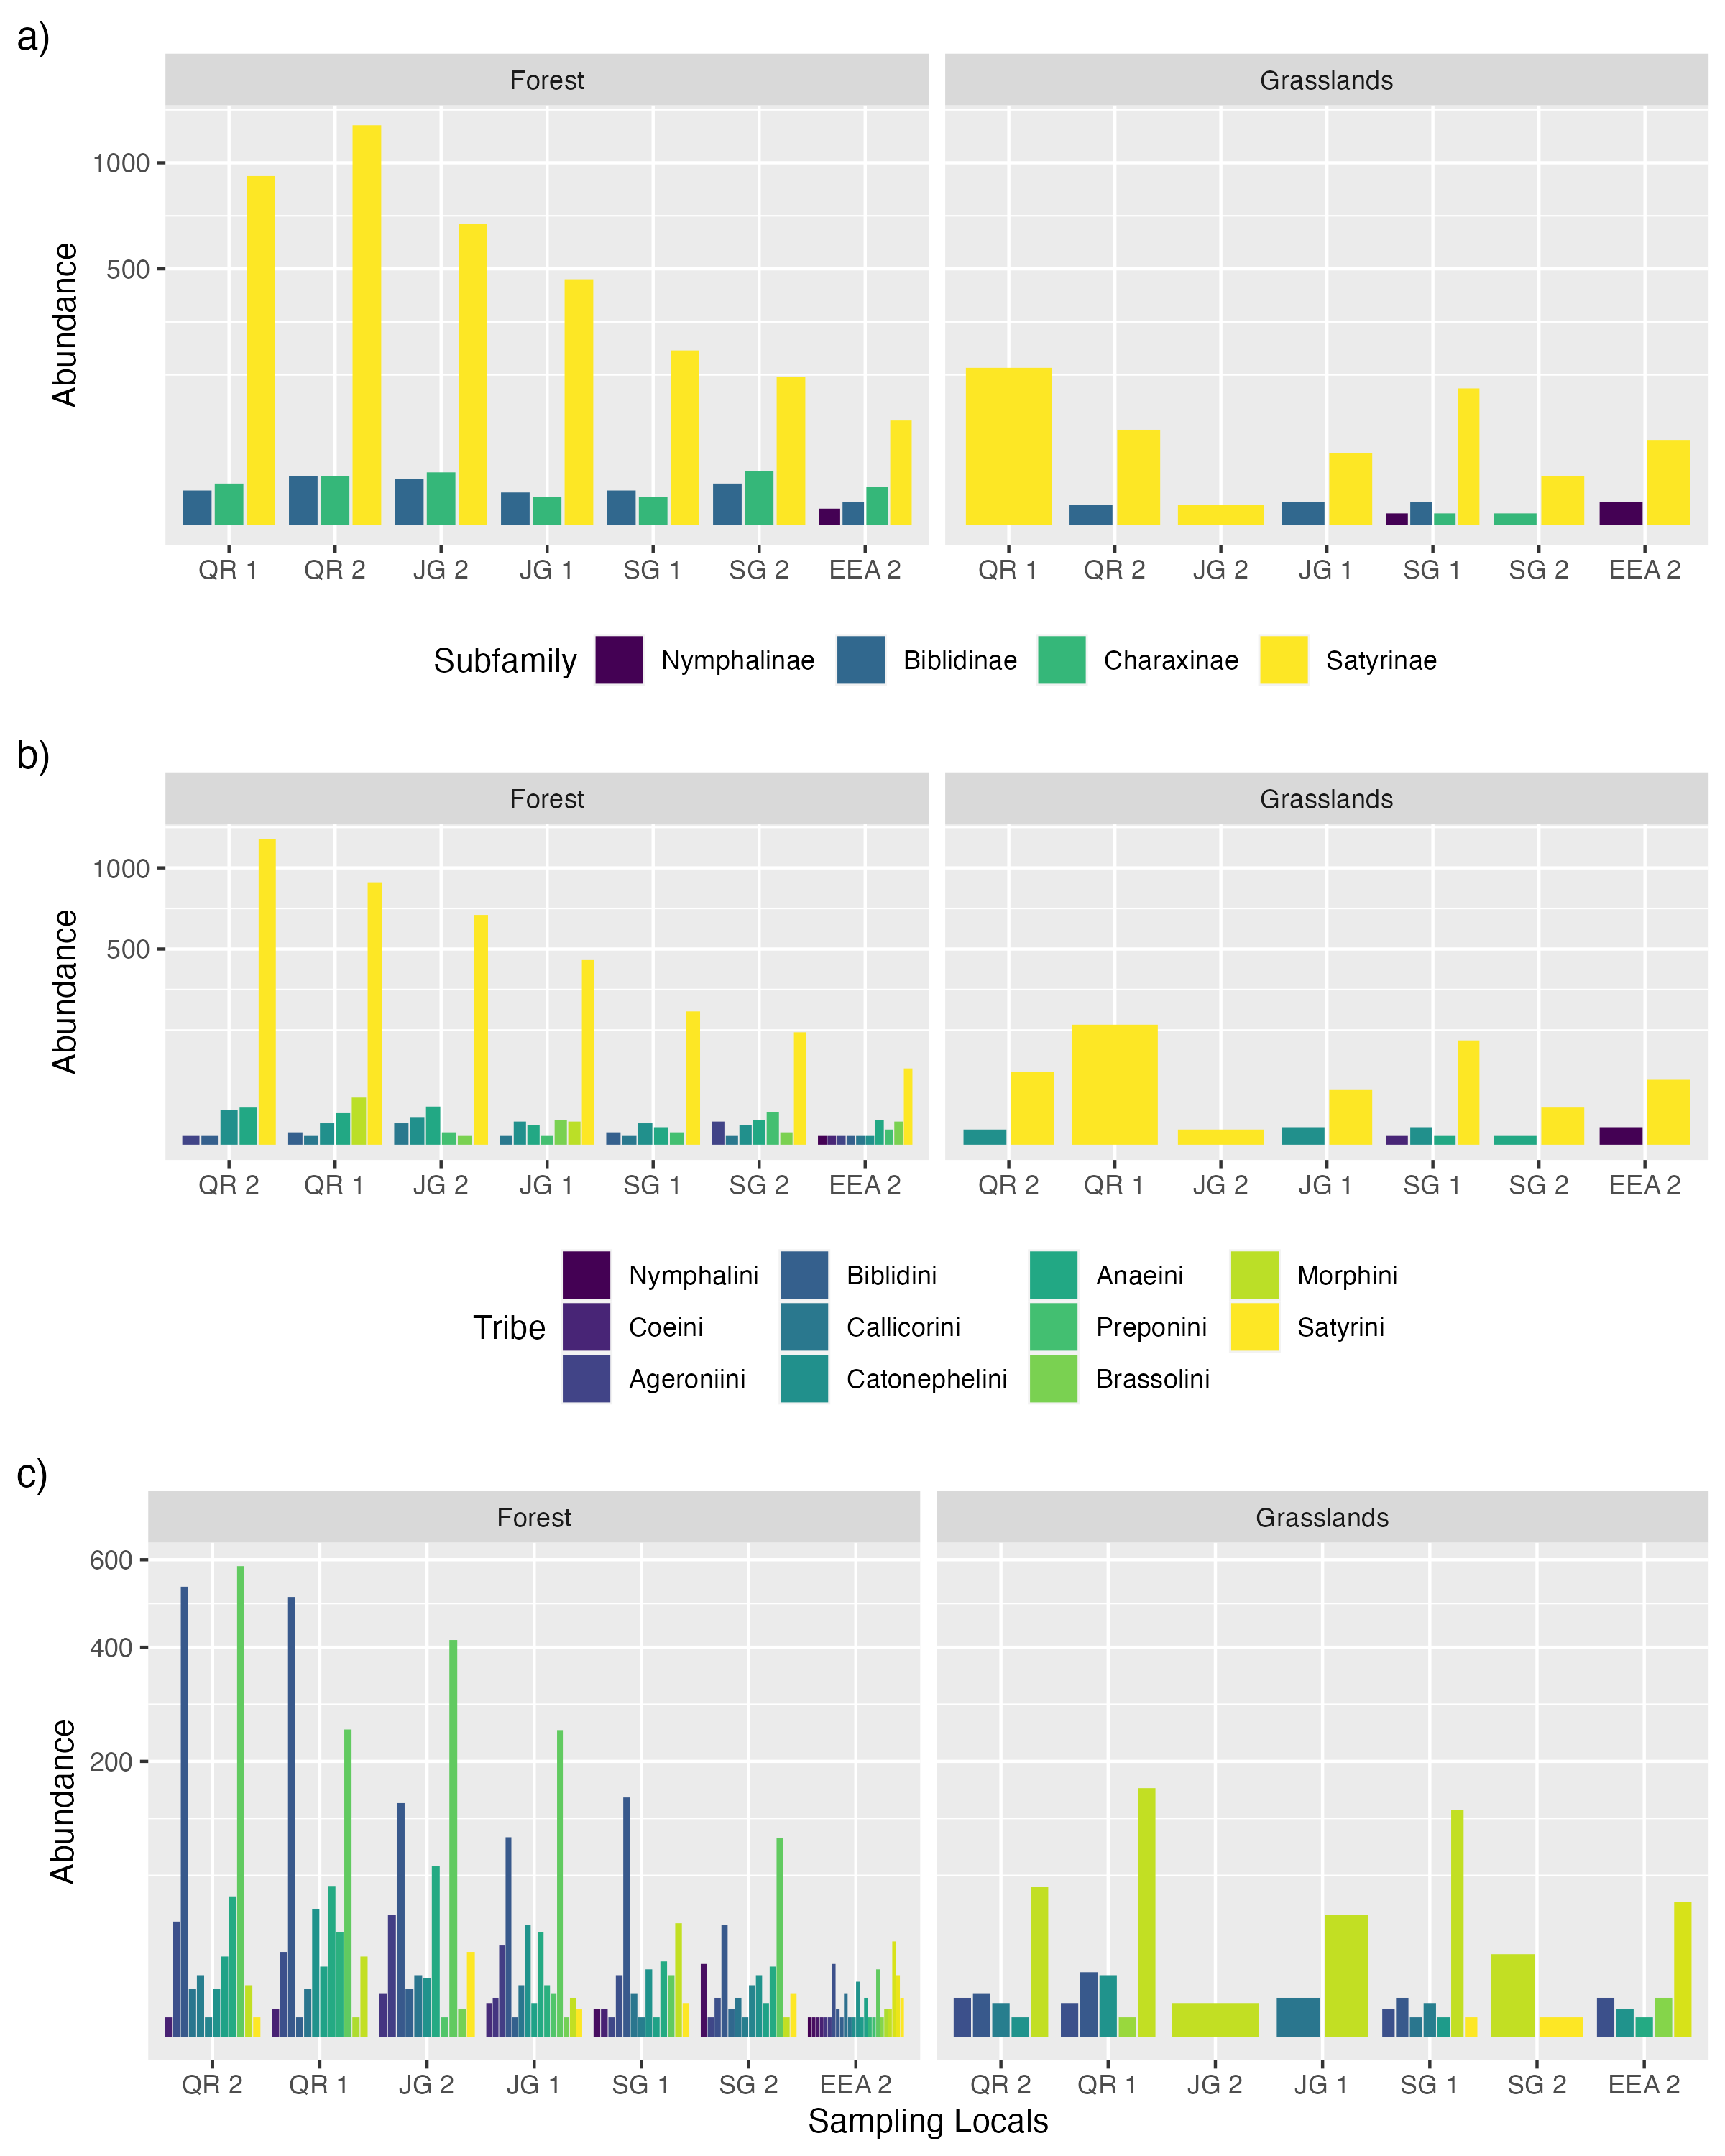 a)
Forest Grasslands
1000
500
Abundance
QR 1 QR 2 JG 2 JG 1 SG 1 SG 2 EEA 2 QR 1 QR 2 JG 2 JG 1 SG 1 SG 2 EEA 2
Subfamily Nymphalinae Biblidinae Charaxinae Satyrinae
b)
Forest Grasslands
1000
500
Abundance
QR 2 QR 1 JG 2 JG 1 SG 1 SG 2 EEA 2 QR 2 QR 1 JG 2 JG 1 SG 1 SG 2 EEA 2
Nymphalini Biblidini Anaeini Morphini
Tribe Coeini Callicorini Preponini Satyrini
Ageroniini Catonephelini Brassolini
c)
Forest Grasslands
600
400
200
Abundance
QR 2 QR 1 JG 2 JG 1 SG 1 SG 2 EEA 2 QR 2 QR 1 JG 2 JG 1 SG 1 SG 2 EEA 2
Sampling Locals